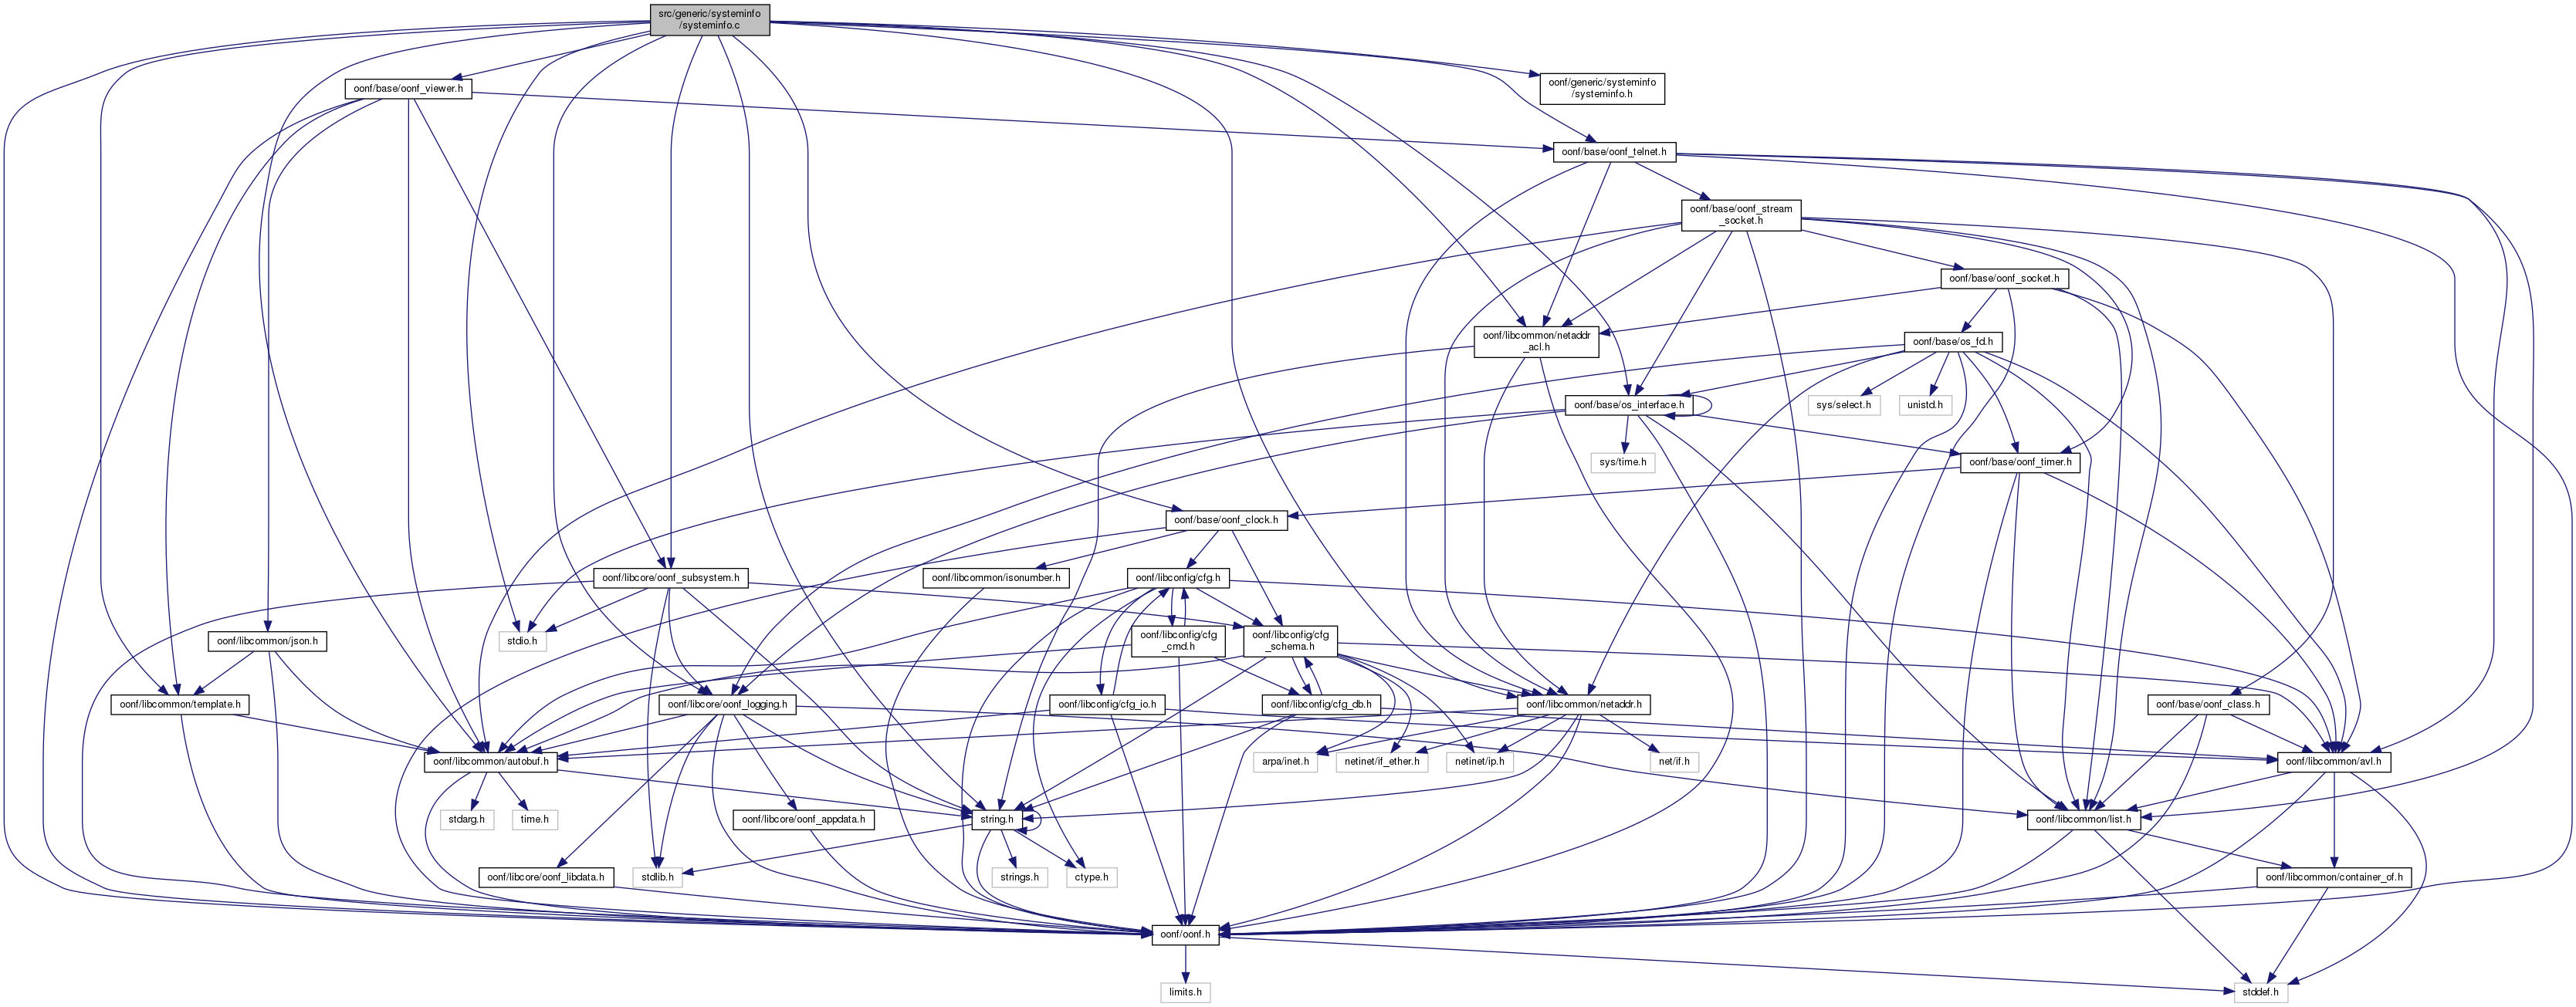 src/generic/systeminfo
/systeminfo.c
oonf/base/oonf_viewer.h
oonf/generic/systeminfo
/systeminfo.h
oonf/base/oonf_telnet.h
oonf/base/oonf_stream
_socket.h
oonf/base/oonf_socket.h
oonf/libcommon/netaddr
_acl.h
oonf/base/os_fd.h
oonf/base/os_interface.h
sys/select.h
unistd.h
sys/time.h
oonf/base/oonf_timer.h
oonf/base/oonf_clock.h
oonf/libcore/oonf_subsystem.h
oonf/libcommon/isonumber.h
oonf/libconfig/cfg.h
oonf/libcommon/json.h
stdio.h
oonf/libconfig/cfg
_cmd.h
oonf/libconfig/cfg
_schema.h
oonf/libcommon/template.h
oonf/libcore/oonf_logging.h
oonf/libconfig/cfg_io.h
oonf/libconfig/cfg_db.h
oonf/libcommon/netaddr.h
oonf/base/oonf_class.h
oonf/libcommon/autobuf.h
arpa/inet.h
netinet/if_ether.h
netinet/ip.h
net/if.h
oonf/libcommon/avl.h
stdarg.h
time.h
oonf/libcore/oonf_appdata.h
string.h
oonf/libcommon/list.h
oonf/libcore/oonf_libdata.h
stdlib.h
strings.h
ctype.h
oonf/libcommon/container_of.h
oonf/oonf.h
limits.h
stddef.h